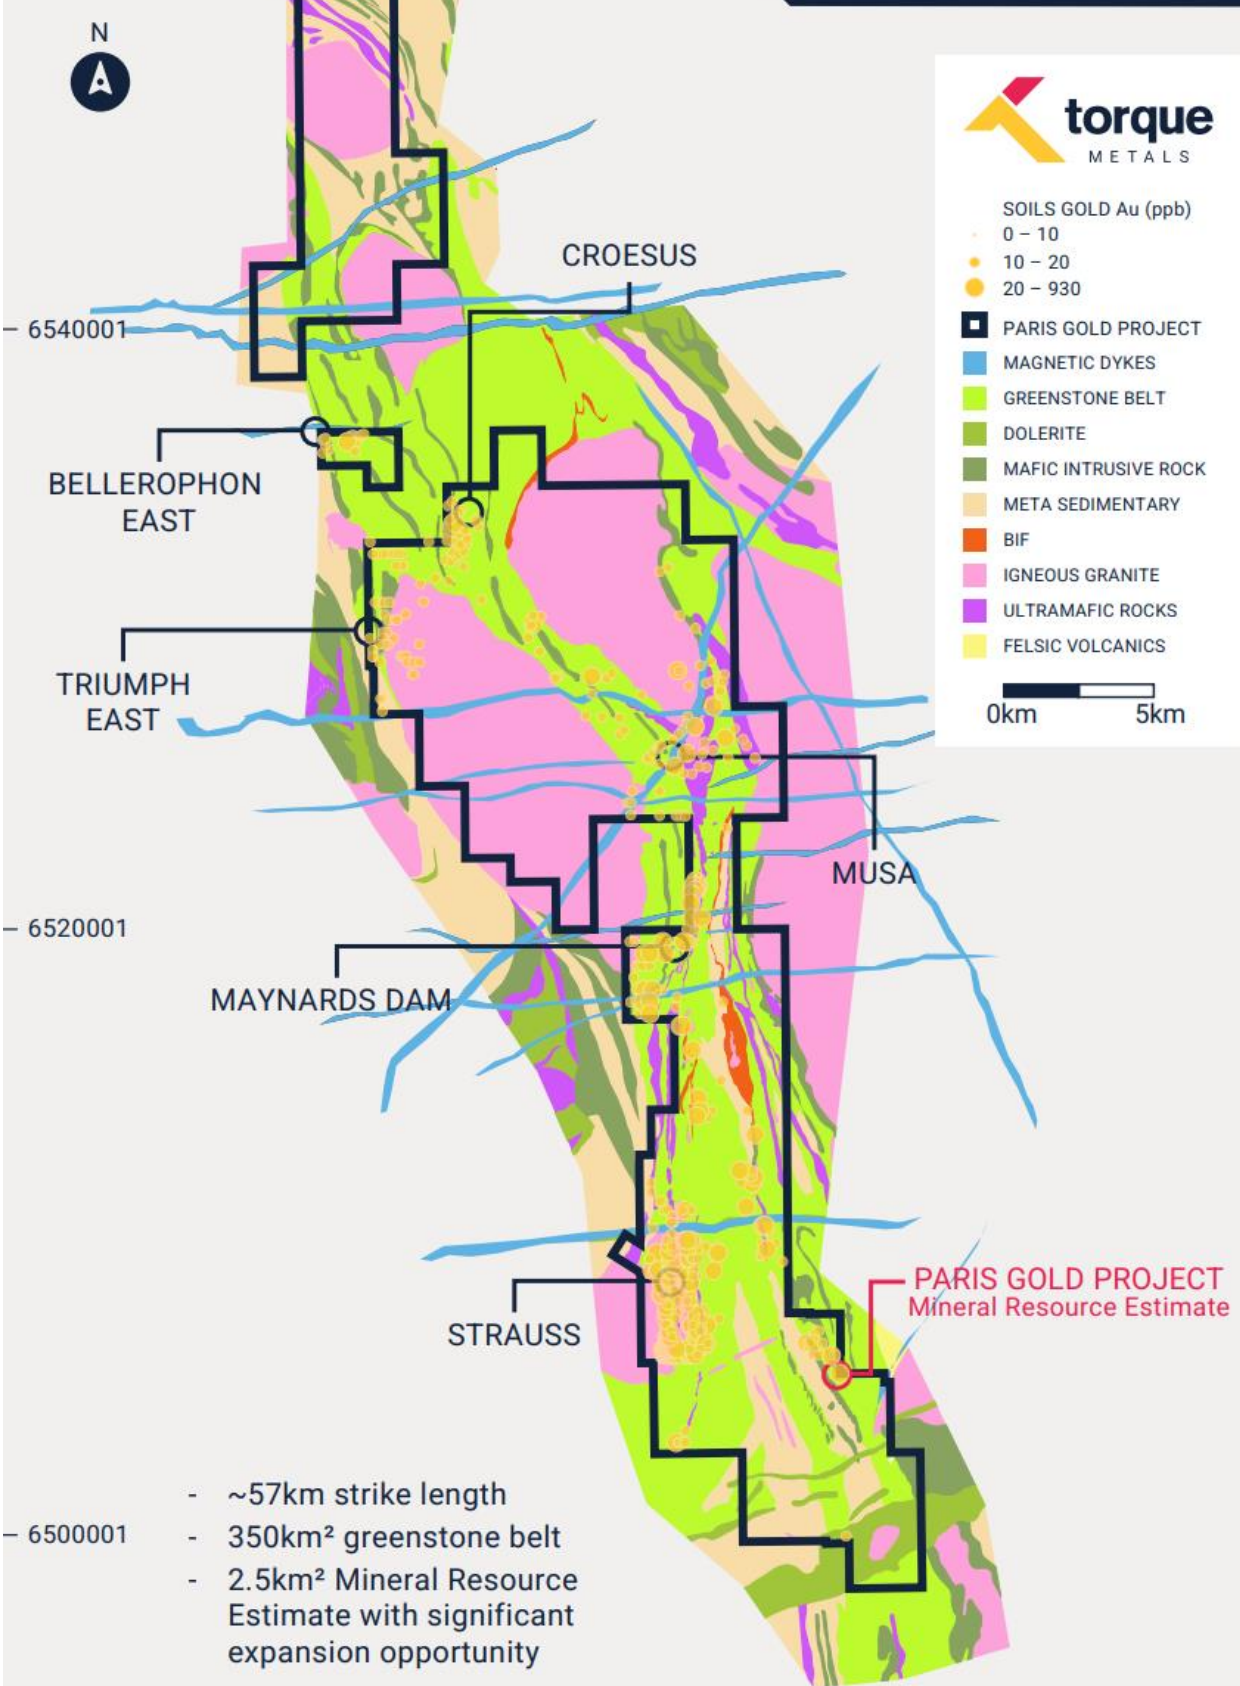 N
torque
METALS
SOILS GOLD Au (ppb)
0 – 10
10 – 20
20 – 930
PARIS GOLD PROJECT
MAGNETIC DYKES
GREENSTONE BELT
DOLERITE
MAFIC INTRUSIVE ROCK
META SEDIMENTARY
BIF
IGNEOUS GRANITE
ULTRAMAFIC ROCKS
FELSIC VOLCANICS
0km 5km
CROESUS
6540001
BELLEROPHON
EAST
TRIUMPH
EAST
MUSA
6520001
MAYNARDS DAM
PARIS GOLD PROJECT
Mineral Resource Estimate
STRAUSS
- ~57km strike length
- 350km² greenstone belt
- 2.5km² Mineral Resource
Estimate with significant
expansion opportunity
6500001